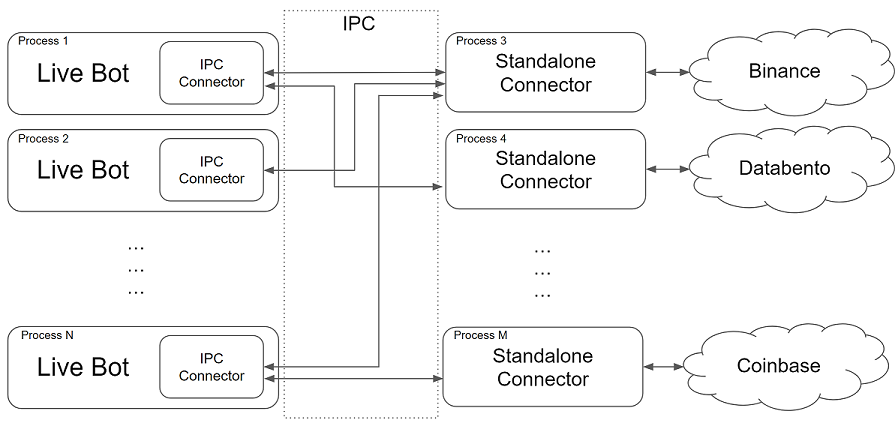 IPC
Process 1
Live Bot
IPC
Connector
Process 3
Standalone
Connector
Binance
Process 2
Live Bot
IPC
Connector
Process 4
Standalone
Connector
Databento
...
...
...
...
...
...
Process N
Live Bot
IPC
Connector
Process M
Standalone
Connector
Coinbase